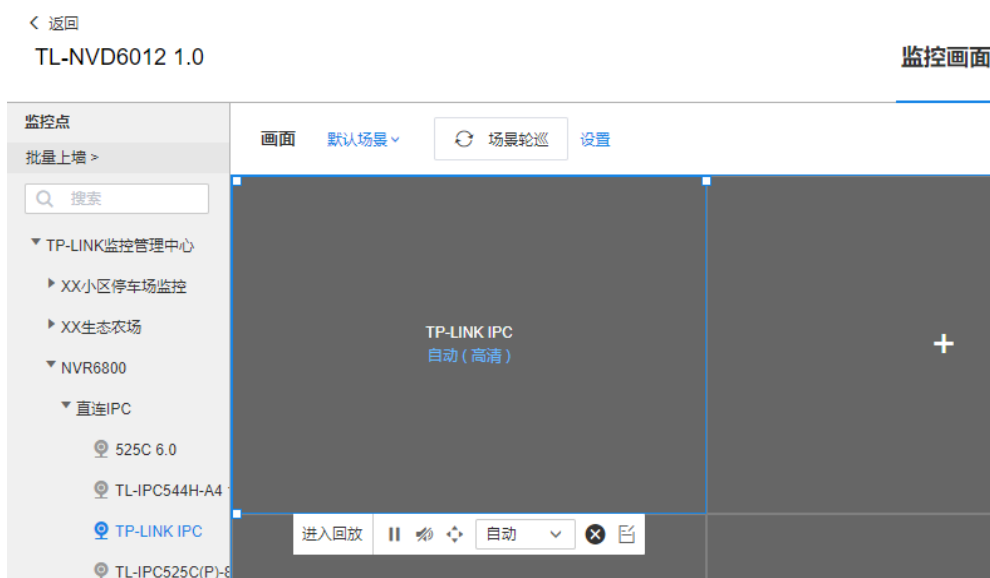 返回
TL-NVD6012 1.0
监控画面
监控点
批量上墙 >
画面 默认场景 场景轮巡 设置
搜索
TP-LINK监控管理中心
XX小区停车场监控
XX生态农场
NVR6800
直连IPC
525C 6.0
TL-IPC544H-A4
TP-LINK IPC
TL-IPC525C(P)-8
TP-LINK IPC
自动 ( 高清 )
进入回放 自动